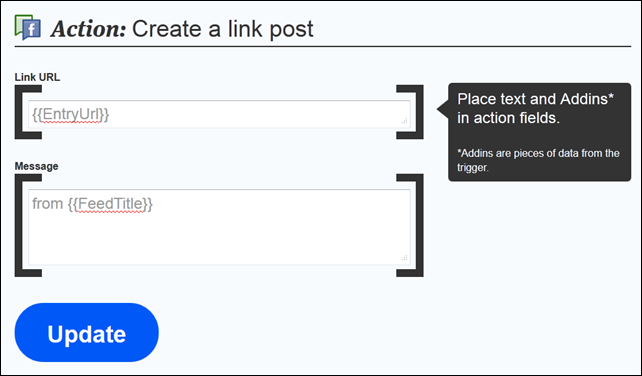 Action: Create a link post
Link URL
{{EntryUrl}}
Place text and Addins*
in action fields.
*Addins are pieces of data from the
trigger.
Message
from {{FeedTitle}}
Update